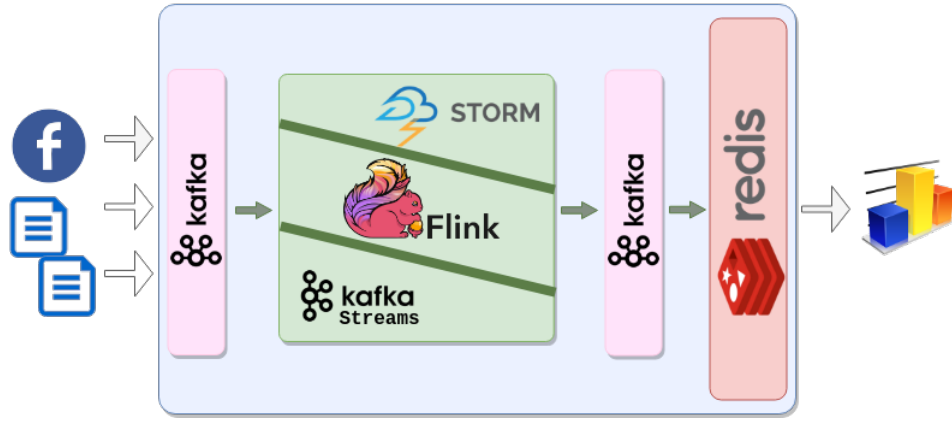 f
kafka
STORM
Flink
kafka
Streams
kafka
redis